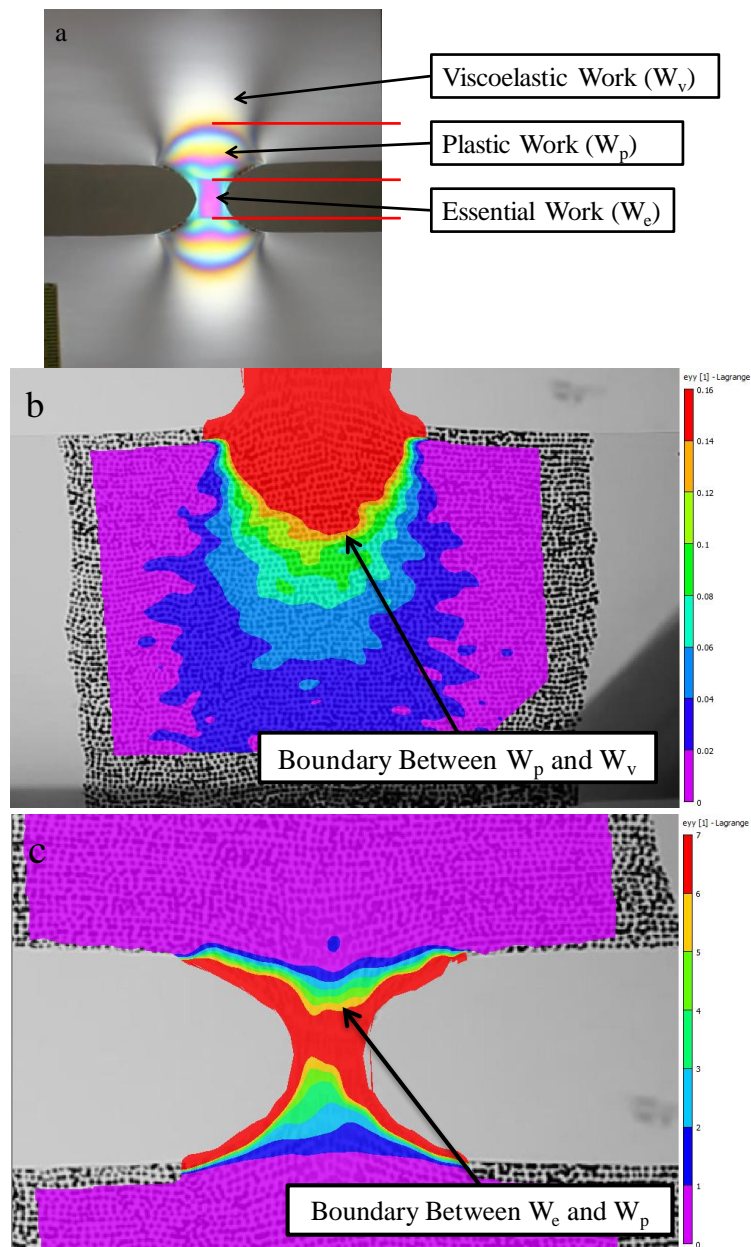 a
Viscoelastic Work (Wv)
Plastic Work (Wp)
Essential Work (We)
b
eyy [1] - Lagrange
0.16
0.14
0.12
0.1
0.08
0.06
0.04
0.02
0
Boundary Between Wp and Wv
c
eyy [1] - Lagrange
7
6
5
4
3
2
1
0
Boundary Between We and Wp